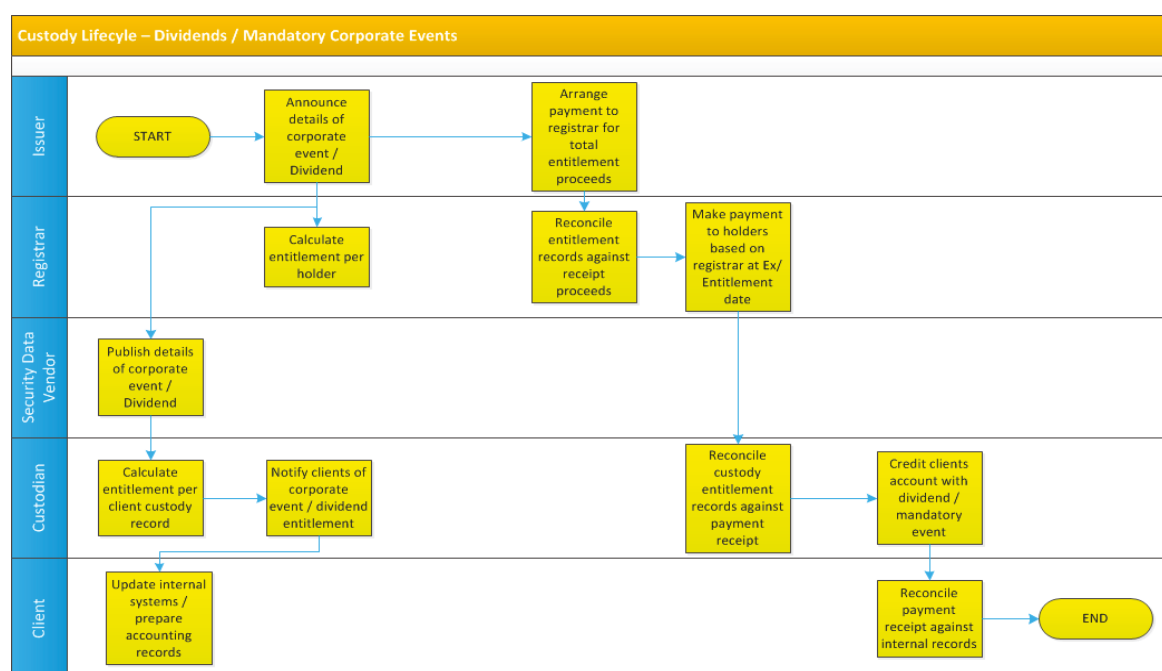 Custody Lifecyle – Dividends / Mandatory Corporate Events
Issuer
START
Announce
details of
corporate
event /
Dividend
Arrange
payment to
registrar for
total
entitlement
proceeds
Registrar
Calculate
entitlement per
holder
Reconcile
entitlement
records against
receipt
proceeds
Make payment
to holders
based on
registrar at Ex/
Entitlement
date
Security Data
Vendor
Publish details
of corporate
event /
Dividend
Custodian
Calculate
entitlement per
client custody
record
Notify clients of
corporate
event / dividend
entitlement
Reconcile
custody
entitlement
records against
payment
receipt
Credit clients
account with
dividend /
mandatory
event
Client
Update internal
systems /
prepare
accounting
records
Reconcile
payment
receipt against
internal records
END